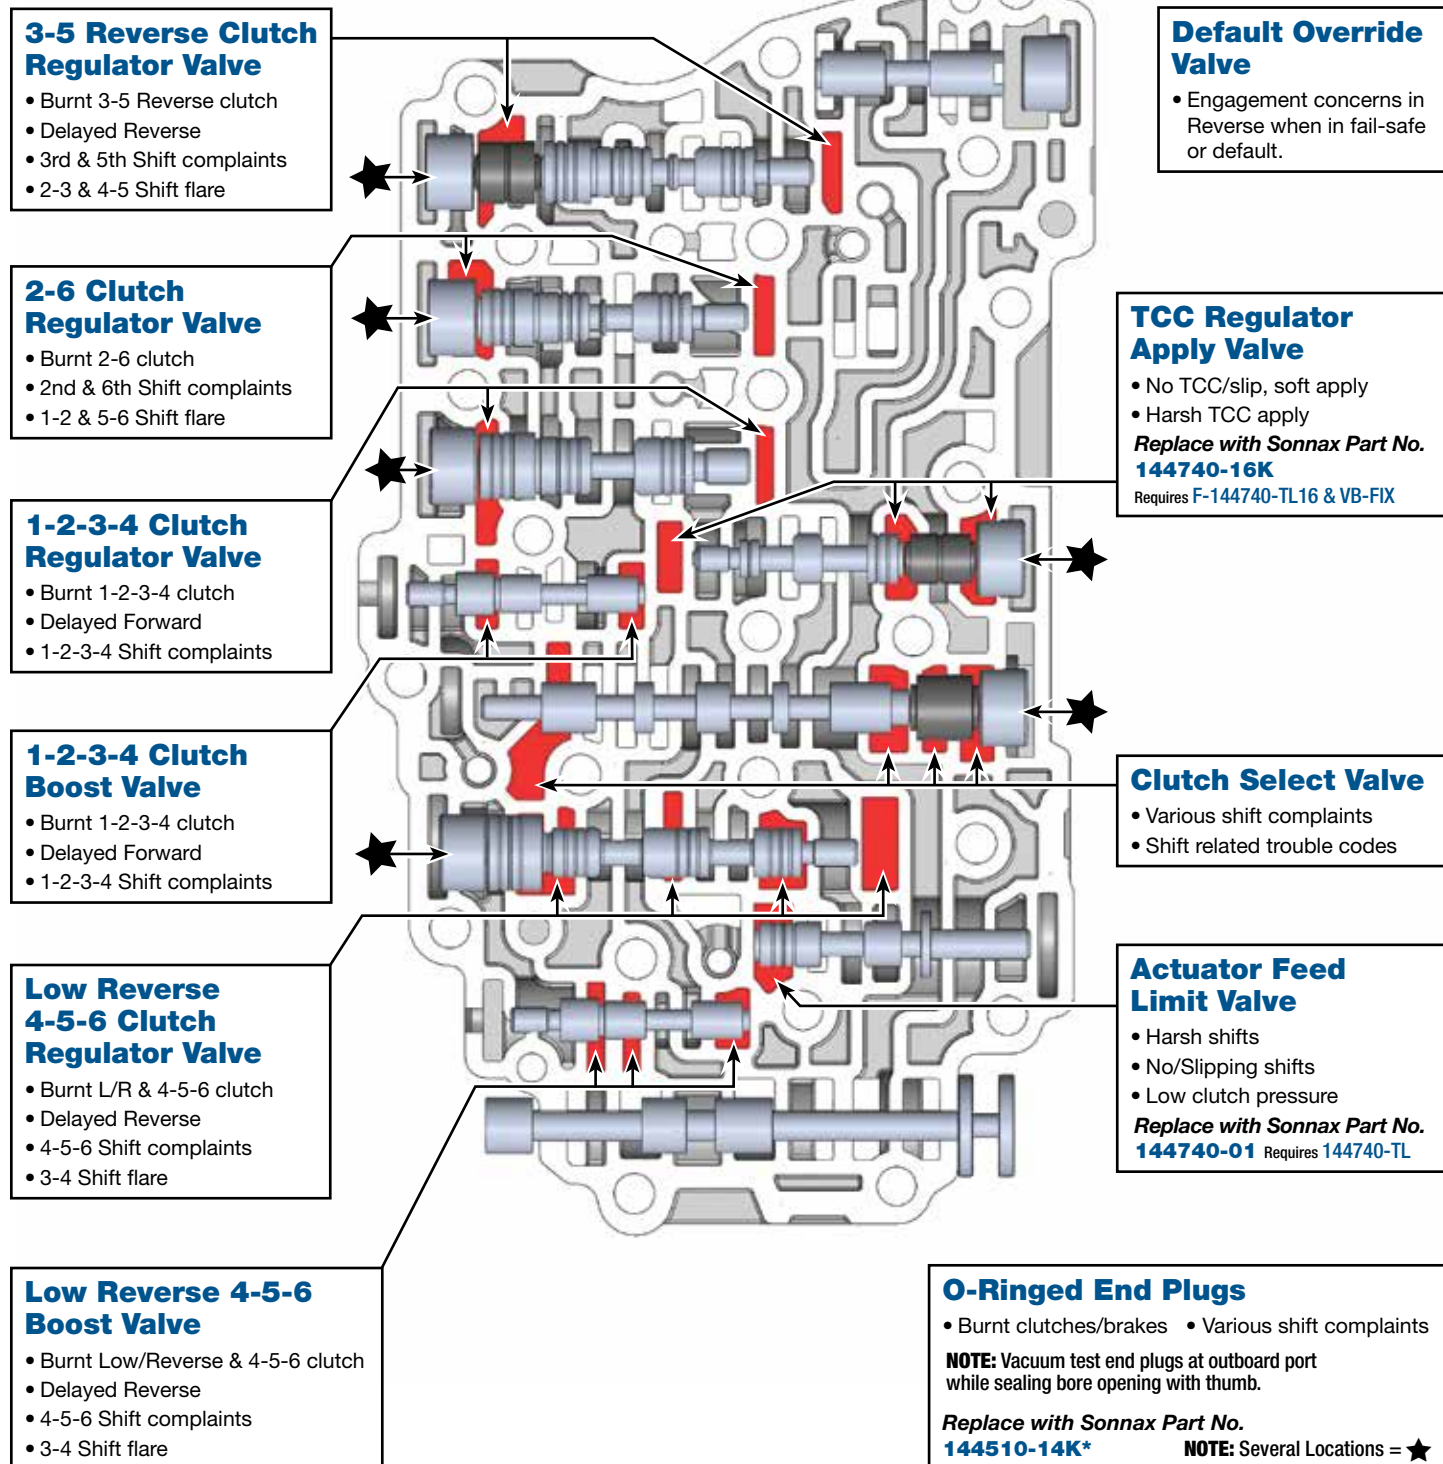 3-5 Reverse Clutch
Regulator Valve
• Burnt 3-5 Reverse clutch
• Delayed Reverse
• 3rd & 5th Shift complaints
• 2-3 & 4-5 Shift flare
2-6 Clutch
Regulator Valve
• Burnt 2-6 clutch
• 2nd & 6th Shift complaints
• 1-2 & 5-6 Shift flare
1-2-3-4 Clutch
Regulator Valve
• Burnt 1-2-3-4 clutch
• Delayed Forward
• 1-2-3-4 Shift complaints
1-2-3-4 Clutch
Boost Valve
• Burnt 1-2-3-4 clutch
• Delayed Forward
• 1-2-3-4 Shift complaints
Low Reverse
4-5-6 Clutch
Regulator Valve
• Burnt L/R & 4-5-6 clutch
• Delayed Reverse
• 4-5-6 Shift complaints
• 3-4 Shift flare
Low Reverse 4-5-6
Boost Valve
• Burnt Low/Reverse & 4-5-6 clutch
• Delayed Reverse
• 4-5-6 Shift complaints
• 3-4 Shift flare
Default Override
Valve
• Engagement concerns in
Reverse when in fail-safe
or default.
TCC Regulator
Apply Valve
• No TCC/slip, soft apply
• Harsh TCC apply
Replace with Sonnax Part No.
144740-16K
Requires F-144740-TL16 & VB-FIX
Clutch Select Valve
• Various shift complaints
• Shift related trouble codes
Actuator Feed
Limit Valve
• Harsh shifts
• No/Slipping shifts
• Low clutch pressure
Replace with Sonnax Part No.
144740-01 Requires 144740-TL
O-Ringed End Plugs
• Burnt clutches/brakes • Various shift complaints
NOTE: Vacuum test end plugs at outboard port
while sealing bore opening with thumb.
Replace with Sonnax Part No.
144510-14K* NOTE: Several Locations = ★